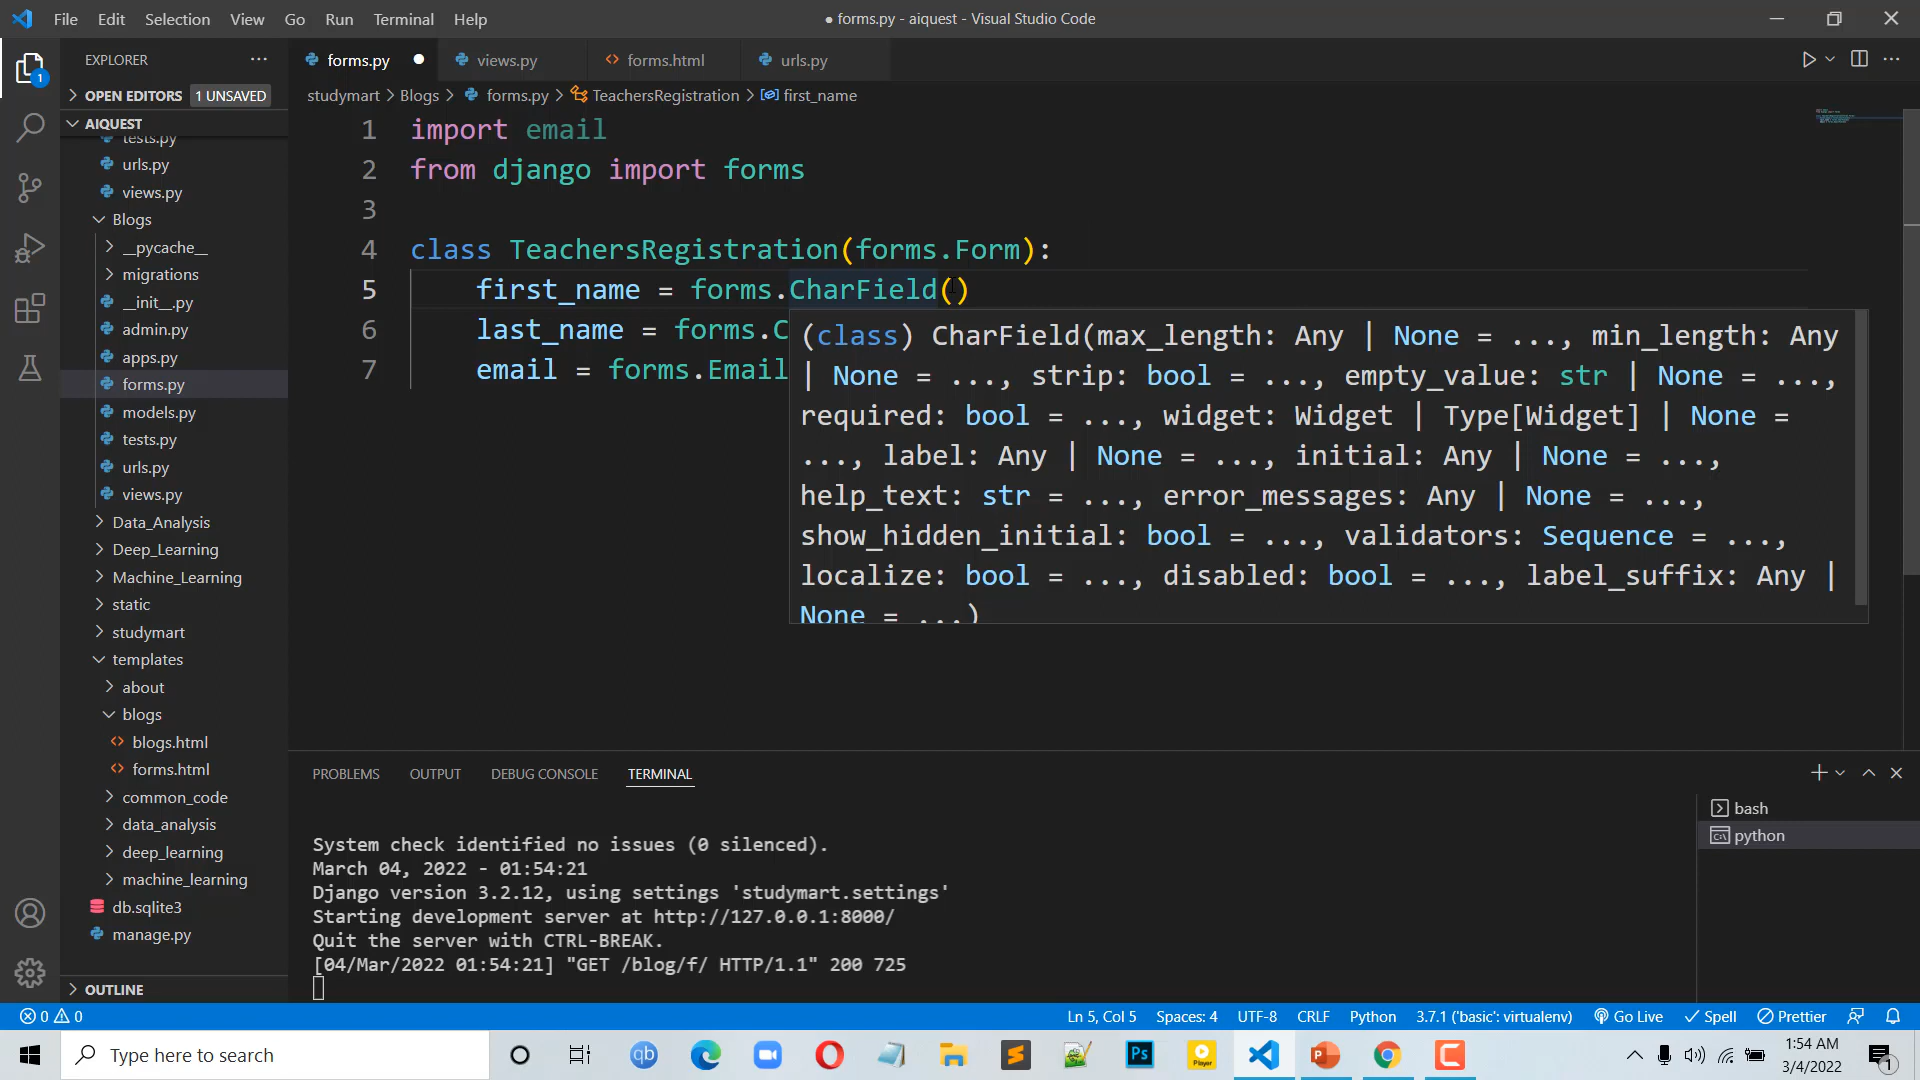 File Edit Selection View Go Run Terminal Help
● forms.py - aiquest - Visual Studio Code
EXPLORER
forms.py
views.py
forms.html
urls.py
OPEN EDITORS 1 UNSAVED
studymart > Blogs > forms.py > TeachersRegistration > first_name
AIQUEST
tests.py
urls.py
views.py
Blogs
__pycache__
migrations
__init__.py
admin.py
apps.py
forms.py
models.py
tests.py
urls.py
views.py
Data_Analysis
Deep_Learning
Machine_Learning
static
studymart
templates
about
blogs
blogs.html
forms.html
common_code
data_analysis
deep_learning
machine_learning
db.sqlite3
manage.py
OUTLINE
1 import email
2 from django import forms
3
4 class TeachersRegistration(forms.Form):
5 first_name = forms.CharField()
6 last_name = forms.C
7 email = forms.Email
(class) CharField(max_length: Any | None = ..., min_length: Any
| None = ..., strip: bool = ..., empty_value: str | None = ...,
required: bool = ..., widget: Widget | Type[Widget] | None =
..., label: Any | None = ..., initial: Any | None = ...,
help_text: str = ..., error_messages: Any | None = ...,
show_hidden_initial: bool = ..., validators: Sequence = ...,
localize: bool = ..., disabled: bool = ..., label_suffix: Any |
None = ...)
PROBLEMS OUTPUT DEBUG CONSOLE TERMINAL
bash
python
System check identified no issues (0 silenced).
March 04, 2022 - 01:54:21
Django version 3.2.12, using settings 'studymart.settings'
Starting development server at http://127.0.0.1:8000/
Quit the server with CTRL-BREAK.
[04/Mar/2022 01:54:21] "GET /blog/f/ HTTP/1.1" 200 725
0 0 Ln 5, Col 5 Spaces: 4 UTF-8 CRLF Python 3.7.1 ('basic': virtualenv) Go Live Spell Prettier
Type here to search
qb
Ps
Player
P
C
1:54 AM
3/4/2022
1
1